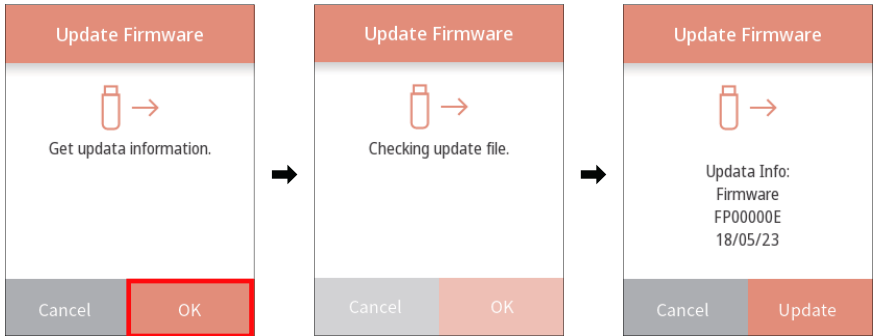 Update Firmware
Get updata information.
Cancel
OK
Update Firmware
Checking update file.
Cancel
OK
Update Firmware
Updata Info:
Firmware
FP00000E
18/05/23
Cancel
Update